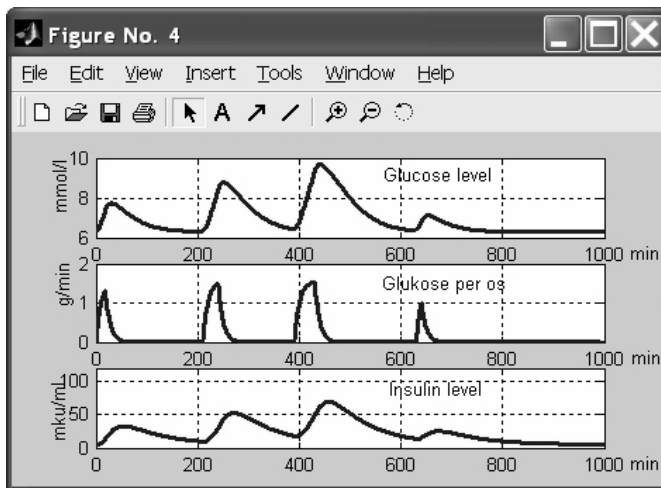 Figure No. 4
File Edit View Insert Tools Window Help
A
10
8
6
mmol/l
Glucose level
0 200 400 600 800 1000 min
2
1
0
g/min
Glukose per os
0 200 400 600 800 1000 min
100
50
0
mku/mL
Insulin level
0 200 400 600 800 1000 min